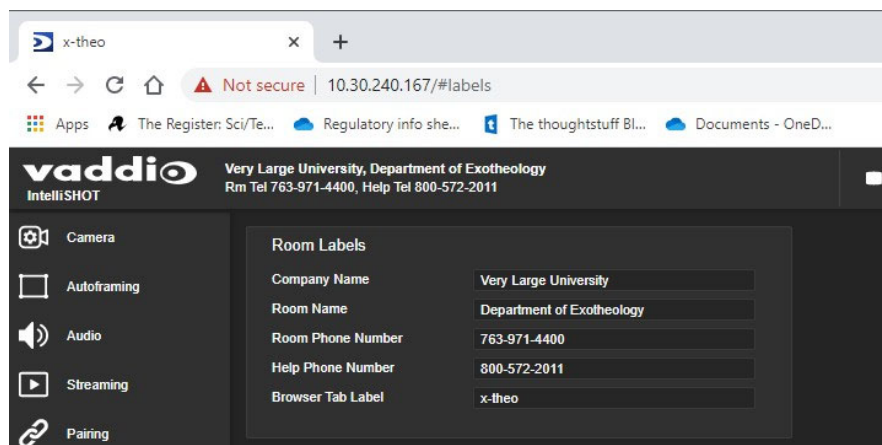 x-theo
Not secure | 10.30.240.167/#labels
Apps The Register: Sci/Te... Regulatory info she... The thoughtstuff Bl... Documents - OneD...
vaddio
IntelliSHOT
Very Large University, Department of Exotheology
Rm Tel 763-971-4400, Help Tel 800-572-2011
Camera
Autoframing
Audio
Streaming
Pairing
Room Labels
Company Name Very Large University
Room Name Department of Exotheology
Room Phone Number 763-971-4400
Help Phone Number 800-572-2011
Browser Tab Label x-theo